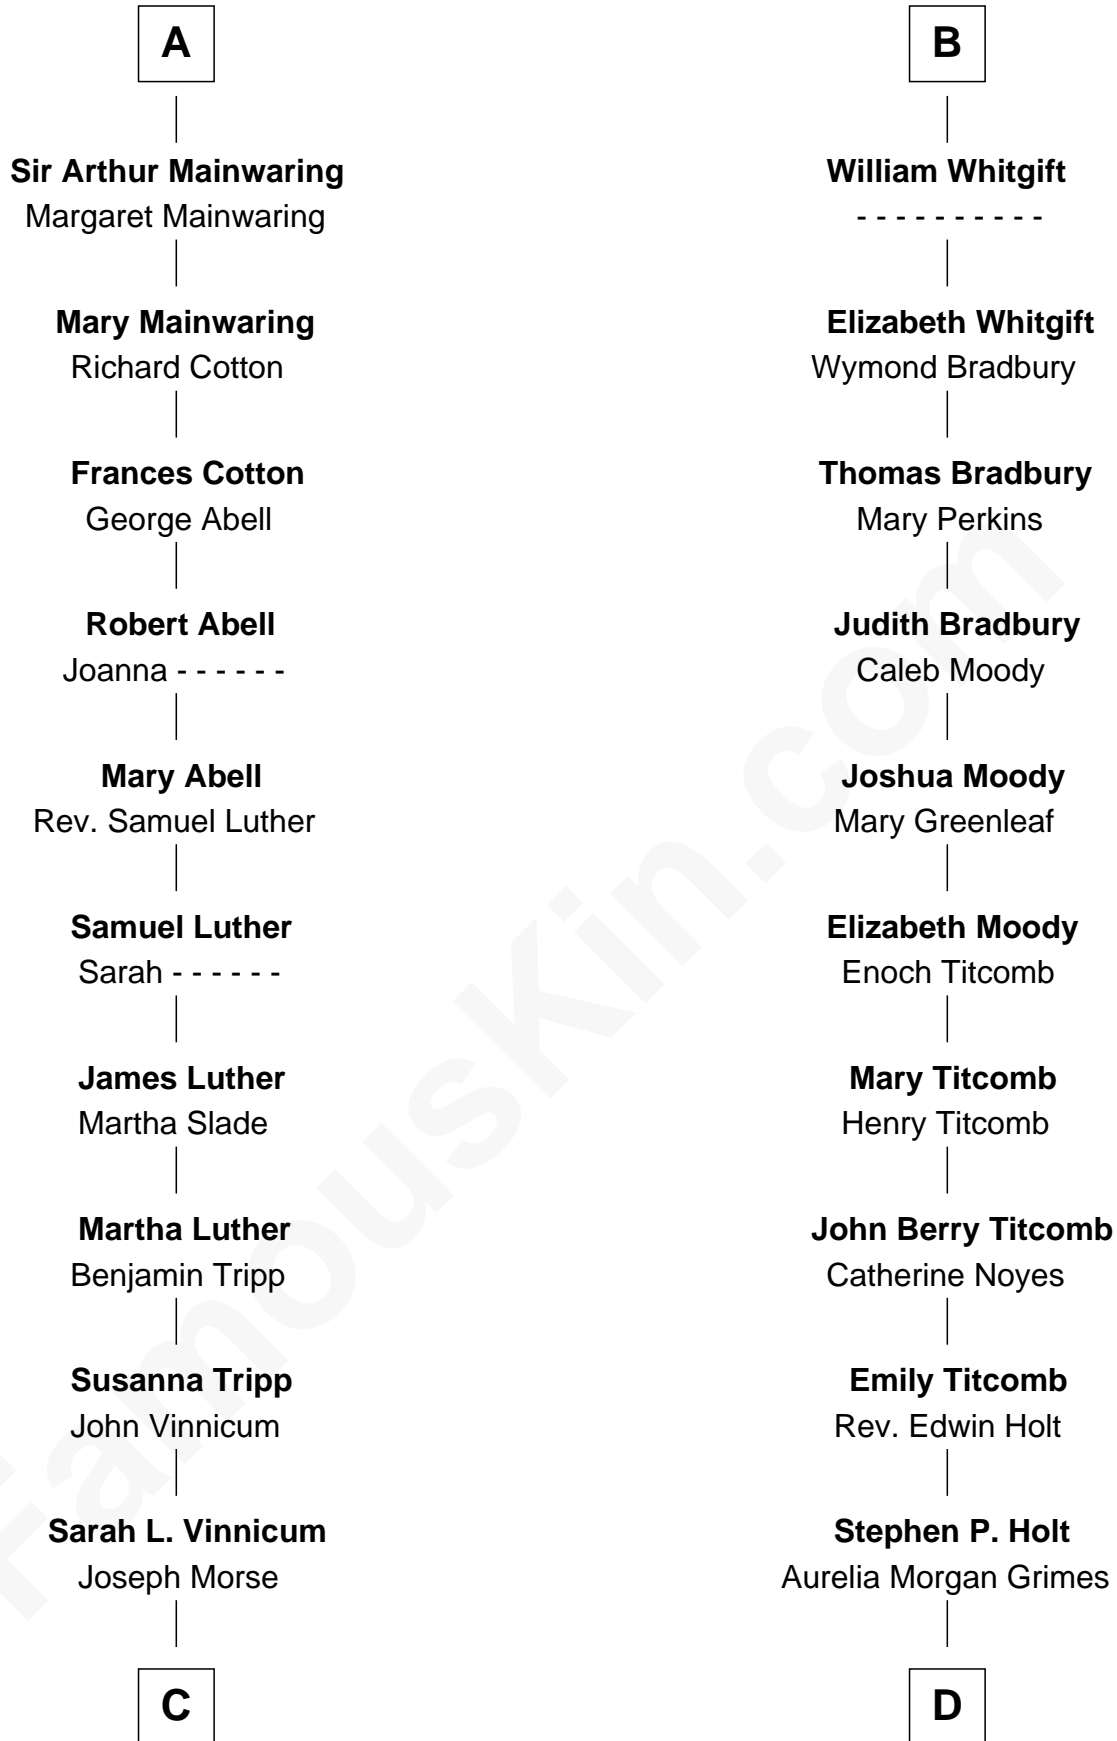 A
Sir Arthur Mainwaring
Margaret Mainwaring
Mary Mainwaring
Richard Cotton
Frances Cotton
George Abell
Robert Abell
Joanna - - - - - -
Mary Abell
Rev. Samuel Luther
Samuel Luther
Sarah - - - - - -
James Luther
Martha Slade
Martha Luther
Benjamin Tripp
Susanna Tripp
John Vinnicum
Sarah L. Vinnicum
Joseph Morse
C
B
William Whitgift
- - - - - - - - - -
Elizabeth Whitgift
Wymond Bradbury
Thomas Bradbury
Mary Perkins
Judith Bradbury
Caleb Moody
Joshua Moody
Mary Greenleaf
Elizabeth Moody
Enoch Titcomb
Mary Titcomb
Henry Titcomb
John Berry Titcomb
Catherine Noyes
Emily Titcomb
Rev. Edwin Holt
Stephen P. Holt
Aurelia Morgan Grimes
D
FamousKin.com